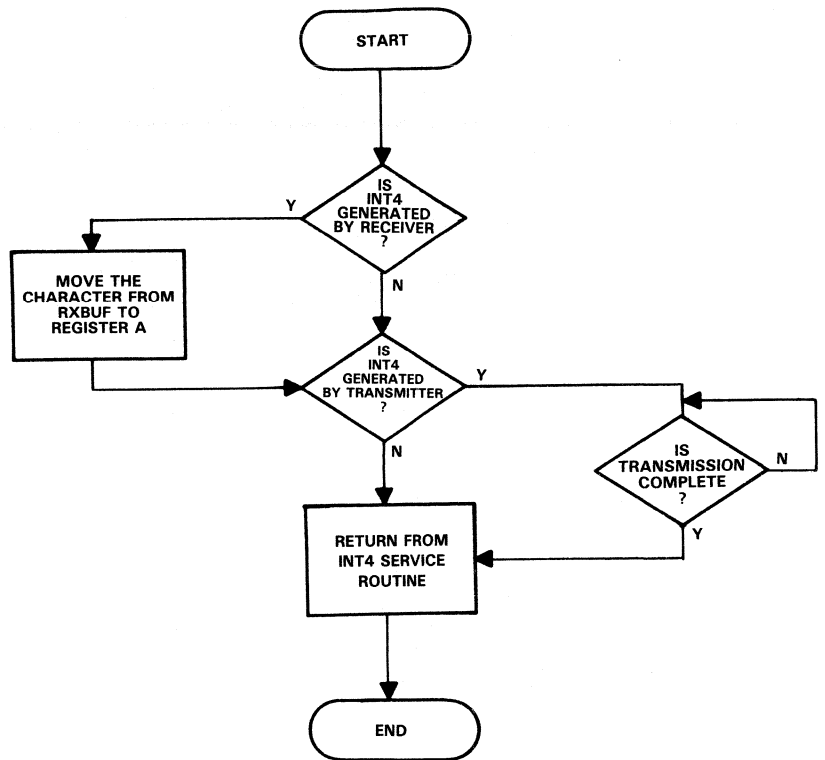 START
IS
INT4
GENERATED
BY RECEIVER
?
Y
N
MOVE THE
CHARACTER FROM
RXBUF TO
REGISTER A
IS
INT4
GENERATED
BY TRANSMITTER
?
Y
N
IS
TRANSMISSION
COMPLETE
?
N
Y
RETURN FROM
INT4 SERVICE
ROUTINE
END